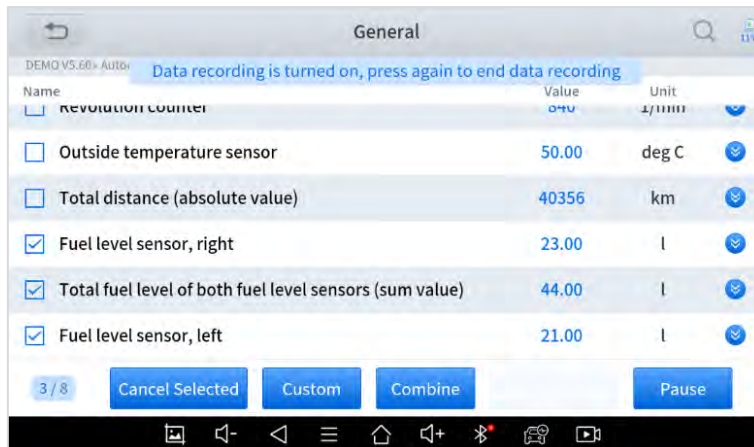 General
DEMO V5.60> Auto
Data recording is turned on, press again to end data recording
Name Value Unit
Revolution counter 840 1/min
Outside temperature sensor 50.00 deg C
Total distance (absolute value) 40356 km
Fuel level sensor, right 23.00 l
Total fuel level of both fuel level sensors (sum value) 44.00 l
Fuel level sensor, left 21.00 l
3 / 8 Cancel Selected Custom Combine Pause